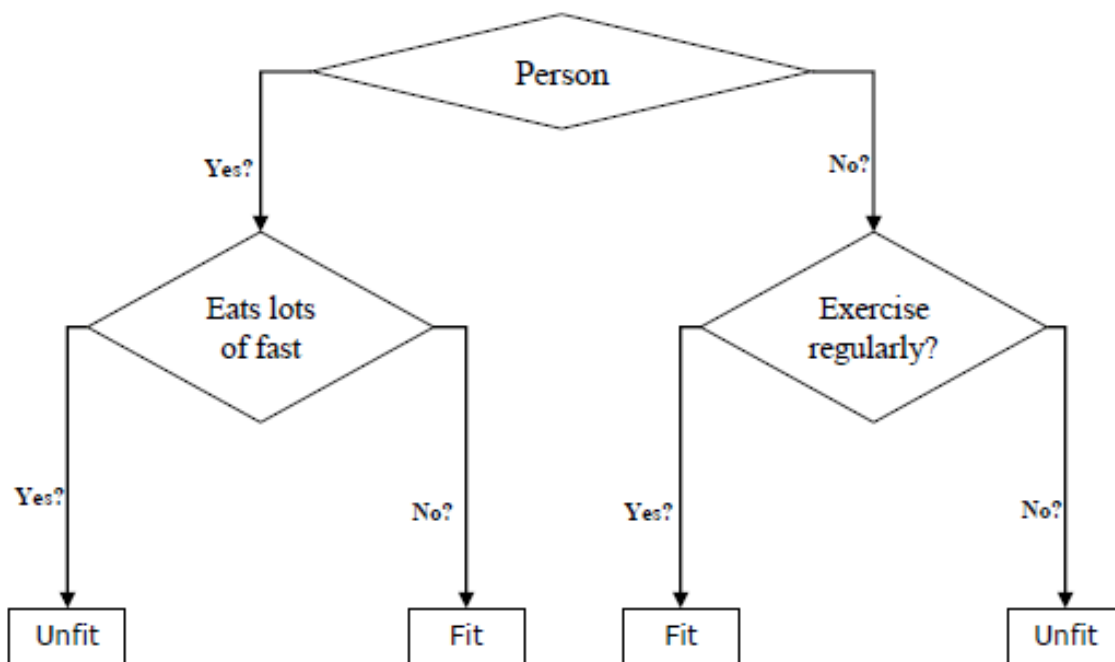 Person
Yes?
No?
Eats lots
of fast
Exercise
regularly?
Yes?
No?
Yes?
No?
Unfit
Fit
Fit
Unfit